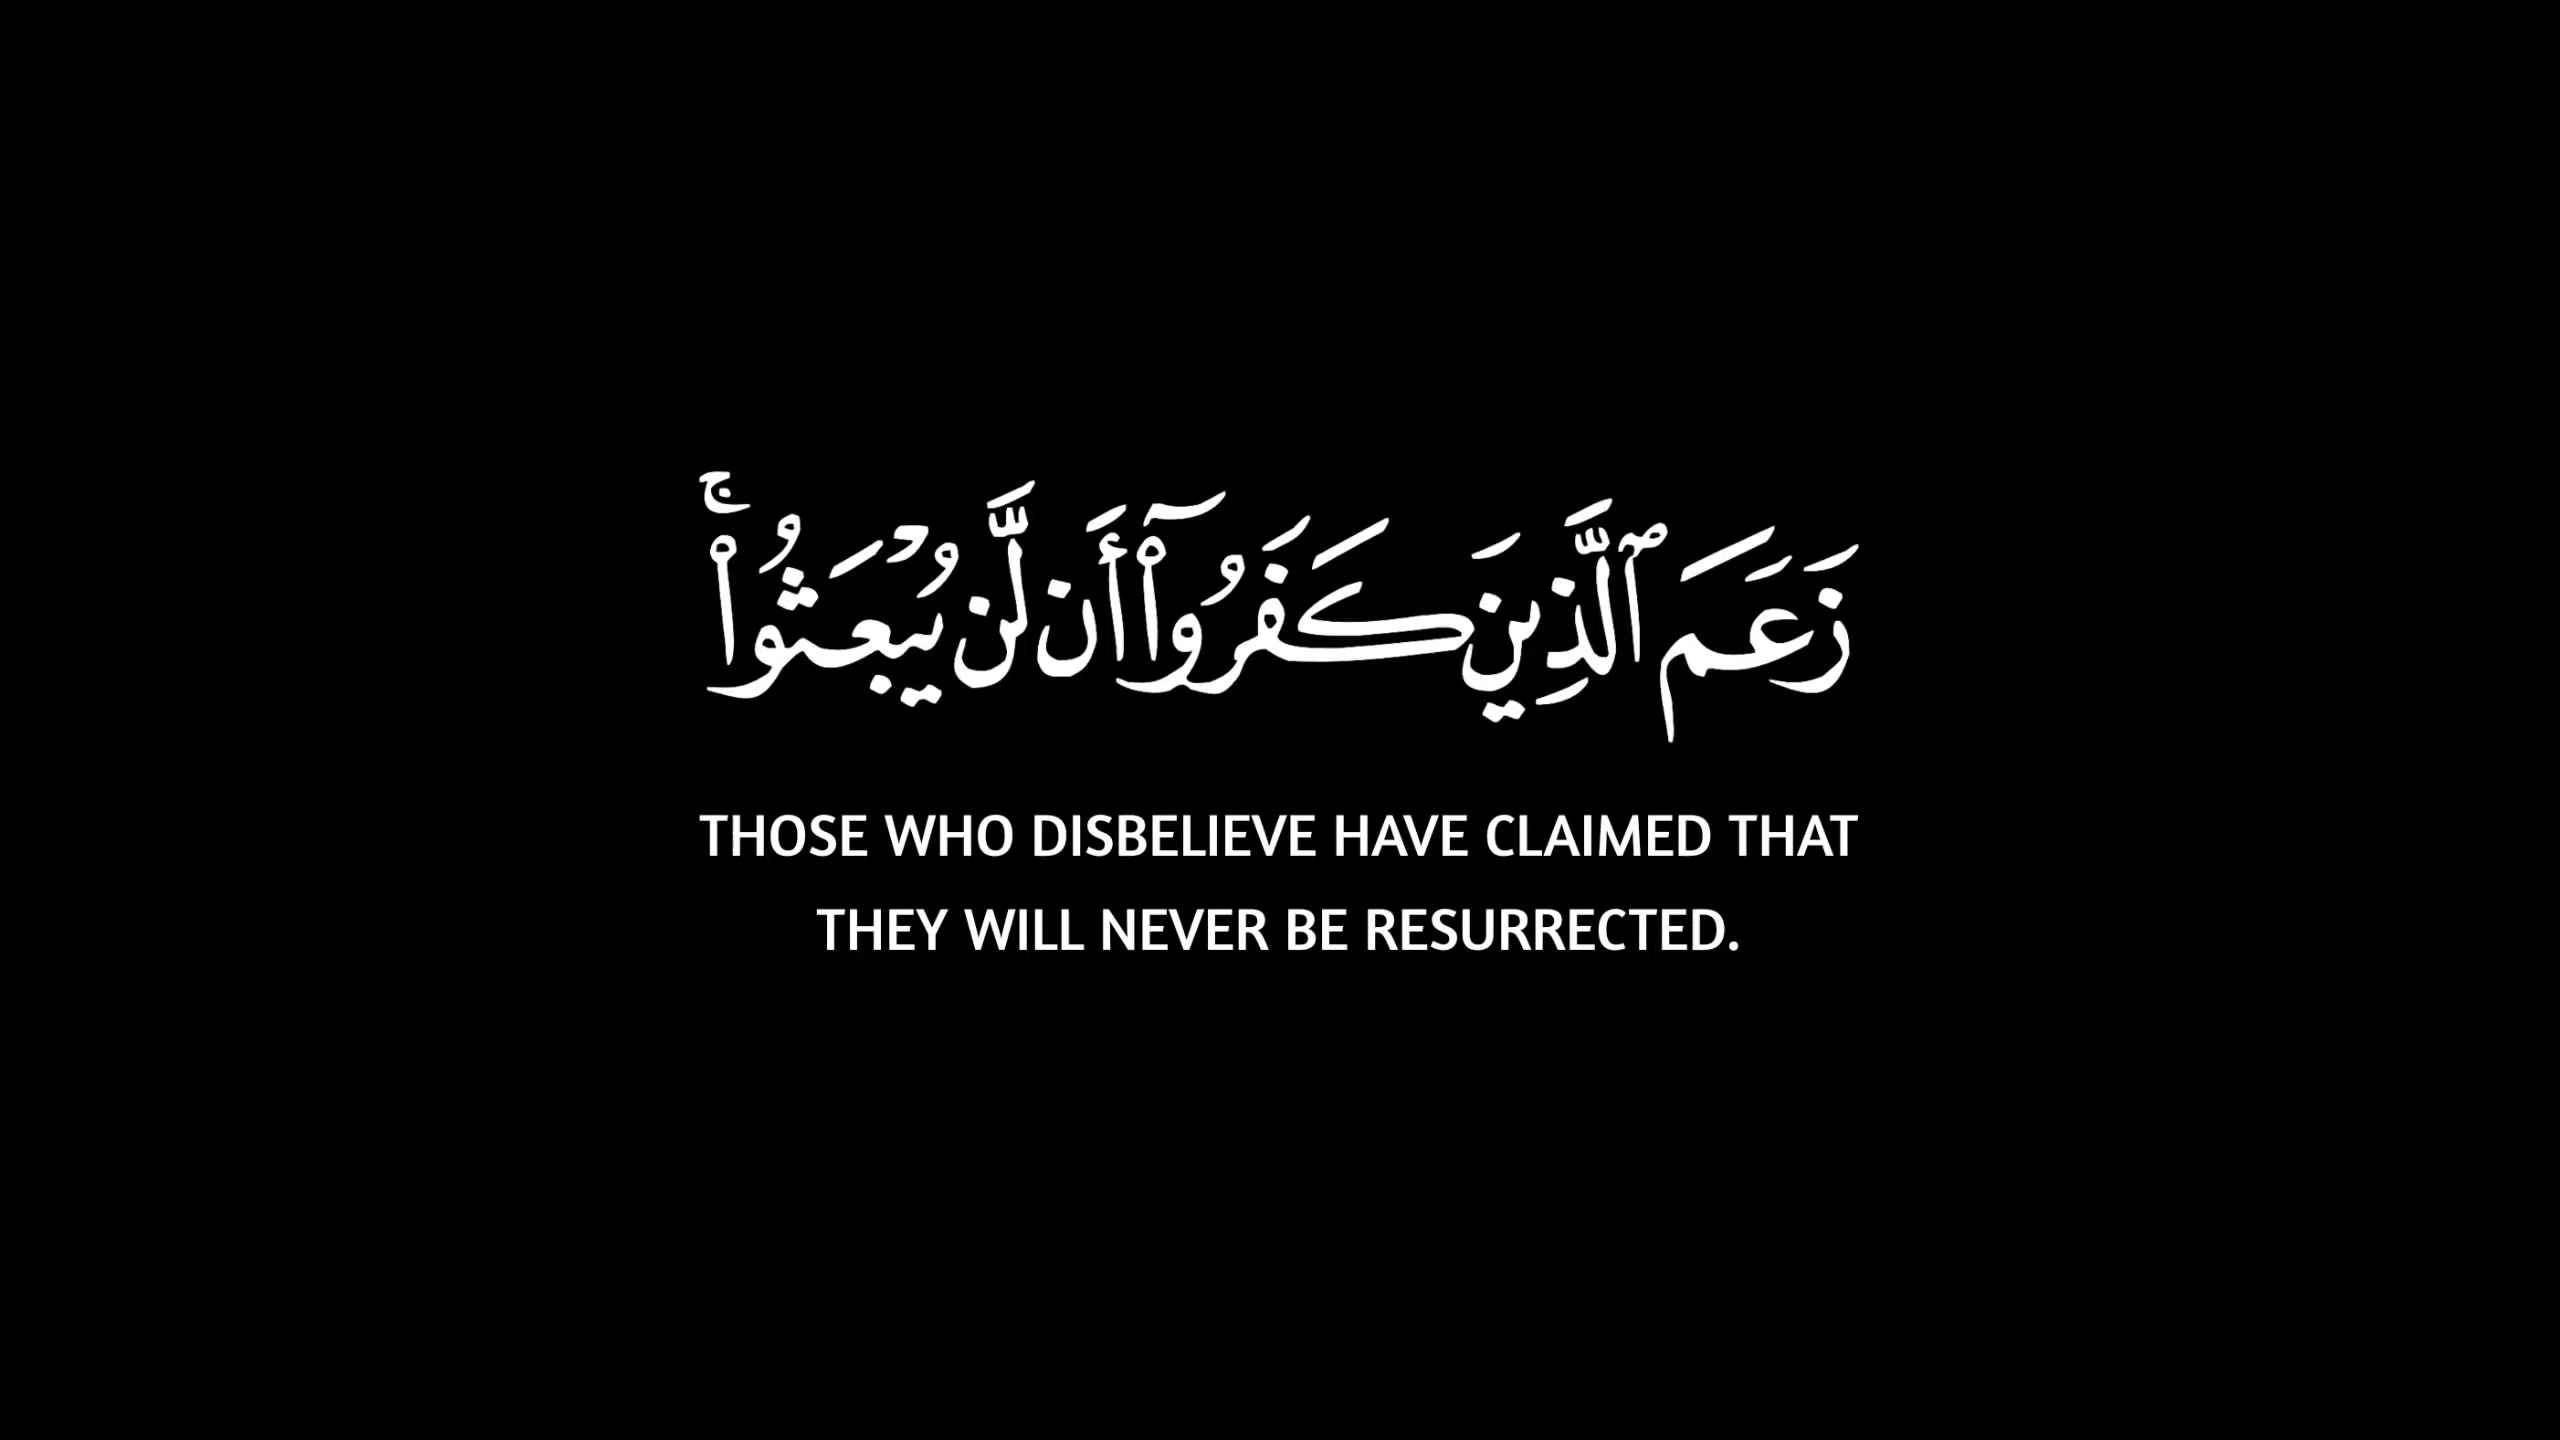 زَعَمَ ٱلَّذِينَ كَفَرُوٓا۟ أَن لَّن يُبْعَثُوا۟ ۚ
THOSE WHO DISBELIEVE HAVE CLAIMED THAT
THEY WILL NEVER BE RESURRECTED.